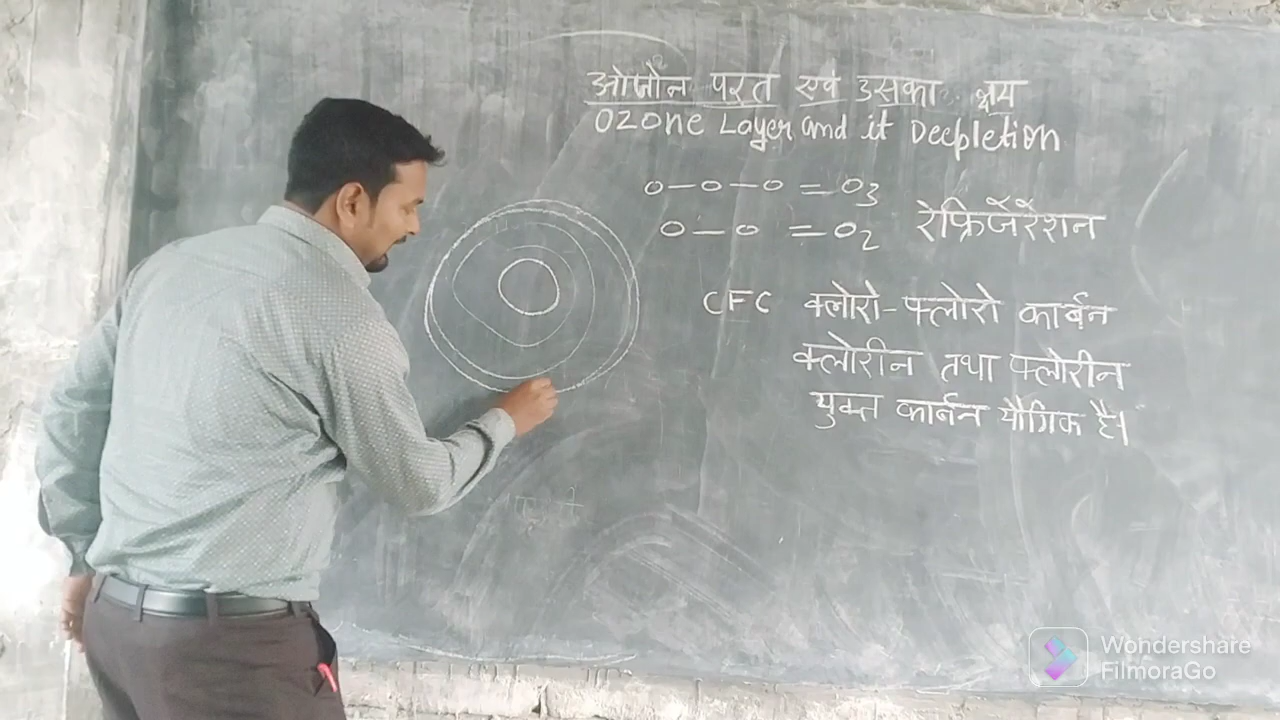 ओजोन परत एवं उसका क्षय
Ozone Layer and it Deepletion
O-O-O = O3
O-O = O2
रेफ्रिजरेशन
CFC क्लोरो-फ्लोरो कार्बन
क्लोरीन तथा फ्लोरीन
युक्त कार्बन यौगिक है।
Wondershare
FilmoraGo